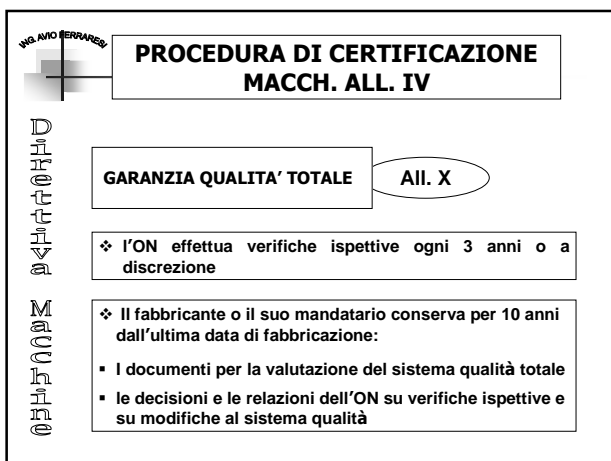 ING. AVIO FERRARESI
PROCEDURA DI CERTIFICAZIONE
MACCH. ALL. IV
Direttiva Macchine
GARANZIA QUALITA’ TOTALE
All. X
❖ l’ON effettua verifiche ispettive ogni 3 anni o a
discrezione
❖ Il fabbricante o il suo mandatario conserva per 10 anni
dall’ultima data di fabbricazione:
▪ I documenti per la valutazione del sistema qualità totale
▪ le decisioni e le relazioni dell’ON su verifiche ispettive e
su modifiche al sistema qualità